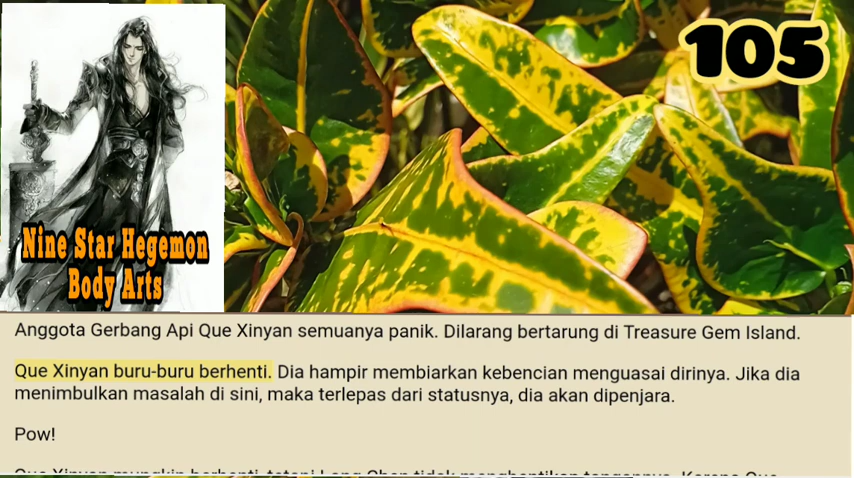 105
Nine Star Hegemon
Body Arts
Anggota Gerbang Api Que Xinyan semuanya panik. Dilarang bertarung di Treasure Gem Island.
Que Xinyan buru-buru berhenti. Dia hampir membiarkan kebencian menguasai dirinya. Jika dia
menimbulkan masalah di sini, maka terlepas dari statusnya, dia akan dipenjara.
Pow!